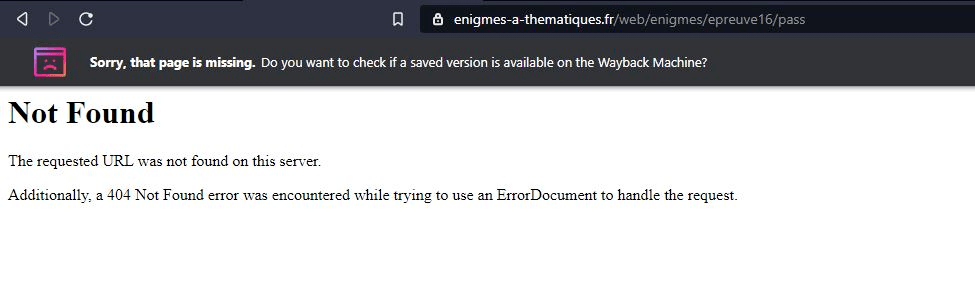 enigmes-a-thematiques.fr/web/enigmes/epreuve16/pass
Sorry, that page is missing. Do you want to check if a saved version is available on the Wayback Machine?
Not Found
The requested URL was not found on this server.
Additionally, a 404 Not Found error was encountered while trying to use an ErrorDocument to handle the request.